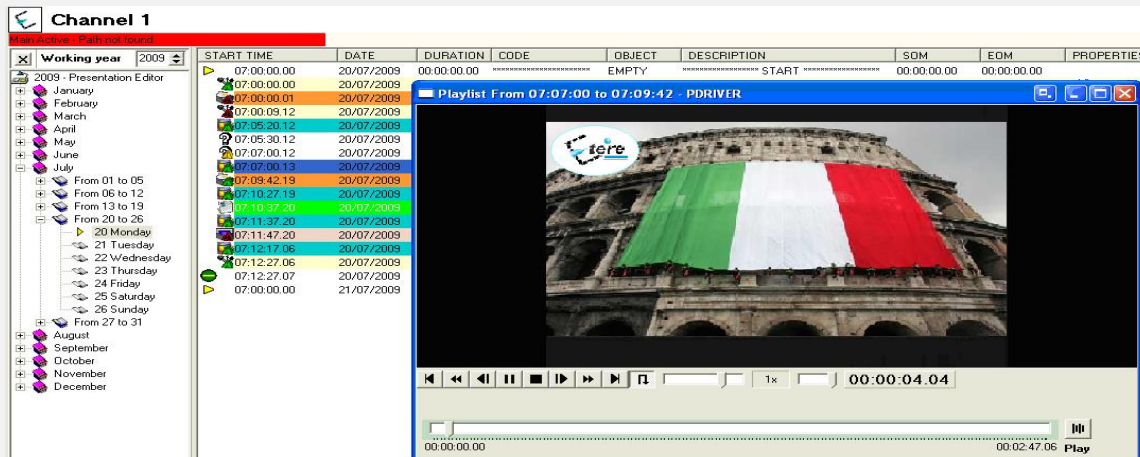 Channel 1
Main Active - Path not found
Working year 2009
2009 - Presentation Editor
January
February
March
April
May
June
July
From 01 to 05
From 06 to 12
From 13 to 19
From 20 to 26
20 Monday
21 Tuesday
22 Wednesday
23 Thursday
24 Friday
25 Saturday
26 Sunday
From 27 to 31
August
September
October
November
December
START TIME DATE DURATION CODE OBJECT DESCRIPTION SOM EOM PROPERTIE
07:00:00.00 20/07/2009 00:00:00.00 ****************** EMPTY ****************** START ****************** 00:00:00.00 00:00:00.00
07:00:00.00 20/07/2009
07:00:00.01 20/07/2009
07:00:09.12 20/07/2009
07:05:20.12 20/07/2009
07:05:30.12 20/07/2009
07:07:00.12 20/07/2009
07:07:00.13 20/07/2009
07:09:42.19 20/07/2009
07:10:27.19 20/07/2009
07:10:37.20 20/07/2009
07:11:37.20 20/07/2009
07:11:47.20 20/07/2009
07:12:17.06 20/07/2009
07:12:27.06 20/07/2009
07:12:27.07 20/07/2009
07:00:00.00 21/07/2009
Playlist From 07:07:00 to 07:09:42 - PDRIVER
Etere
1x 00:00:04.04
00:00:00.00 00:02:47.06 Play